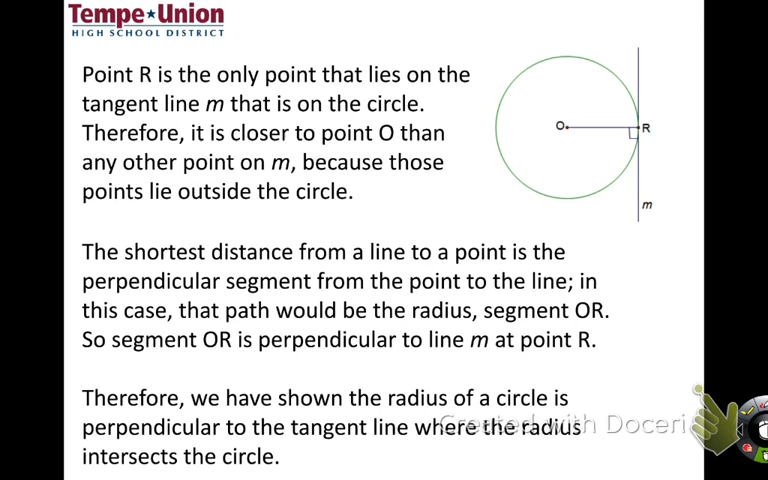 Tempe Union
HIGH SCHOOL DISTRICT
Point R is the only point that lies on the
tangent line m that is on the circle.
Therefore, it is closer to point O than
any other point on m, because those
points lie outside the circle.
O
R
m
The shortest distance from a line to a point is the
perpendicular segment from the point to the line; in
this case, that path would be the radius, segment OR.
So segment OR is perpendicular to line m at point R.
Therefore, we have shown the radius of a circle is
perpendicular to the tangent line where the radius
intersects the circle.
Created with Doceri